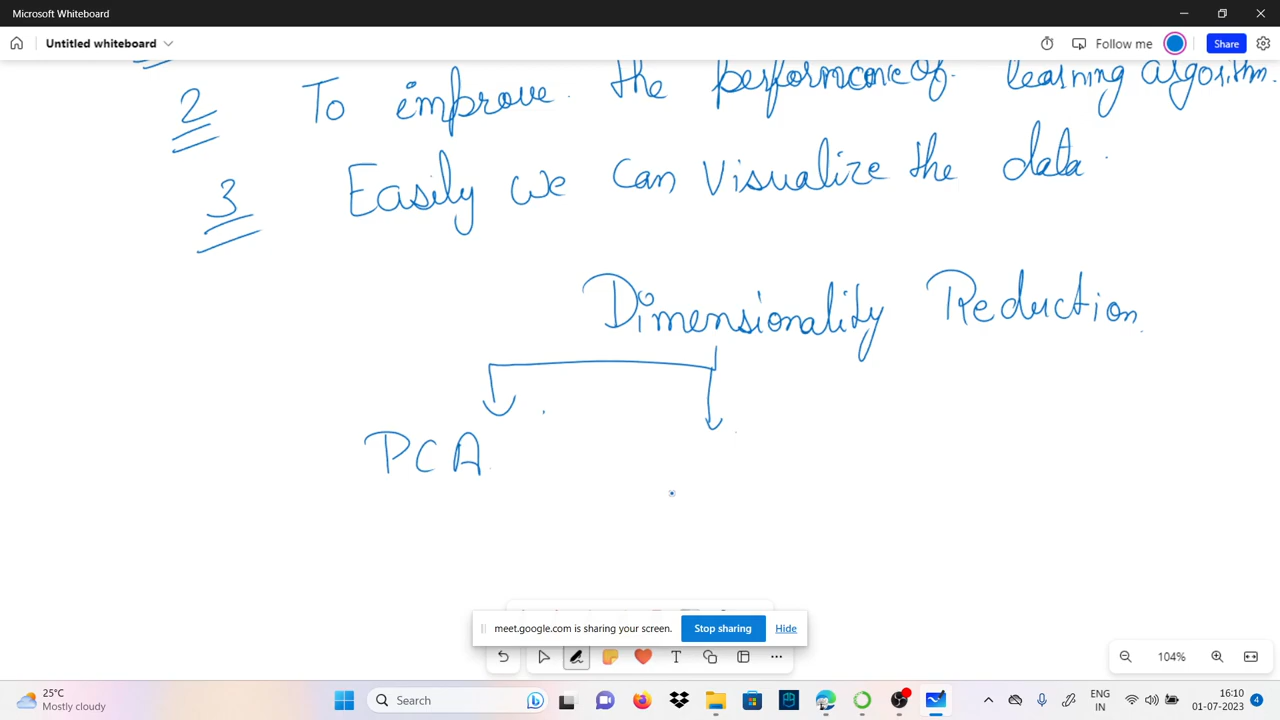 Microsoft Whiteboard
Untitled whiteboard
Follow me
Share
2 To improve. the performance of. learning algorithm.
3 Easily we can visualize the data.
Dimensionality Reduction.
PCA
meet.google.com is sharing your screen. Stop sharing Hide
104%
25°C
Mostly cloudy
Search
ENG
IN
16:10
01-07-2023